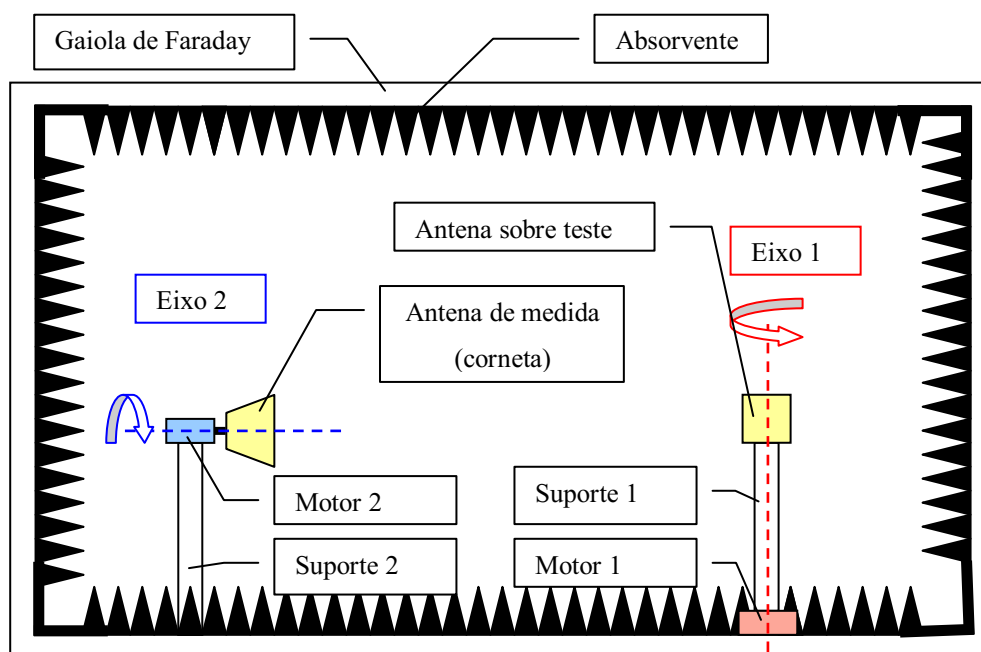 Gaiola de Faraday
Absorvente
Antena sobre teste
Eixo 1
Eixo 2
Antena de medida
(corneta)
Motor 2
Suporte 1
Suporte 2
Motor 1